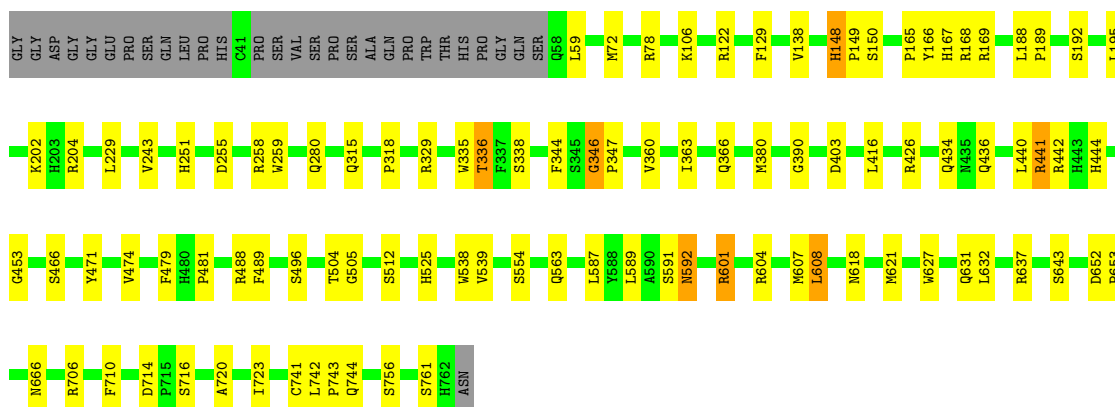 GLY GLY ASP GLY GLY GLU PRO SER GLN LEU PRO HIS C41 PRO SER VAL SER PRO SER ALA GLN PRO TRP THR HIS PRO GLY GLN SER Q58 L59 M72 R78 K106 R122 F129 V138 H148 P149 S150 P165 Y166 H167 R168 R169 L188 P189 S192 L195
K202 H203 R204 L229 V243 H251 D255 R258 W259 Q280 Q315 P318 R329 W335 T336 F337 S338 F344 S345 G346 P347 V360 I363 Q366 M380 G390 D403 L416 R426 Q434 N435 Q436 L440 R441 R442 H443 H444
G453 S466 Y471 V474 F479 H480 P481 R488 F489 S496 T504 G505 S512 H525 W538 V539 S554 Q563 L587 Y588 L589 A590 S591 N592 R601 R604 M607 L608 N618 M621 W627 Q631 L632 R637 S643 D652
N666 R706 F710 D714 P715 S716 A720 I723 C741 L742 P743 Q744 S756 S761 H762 ASN